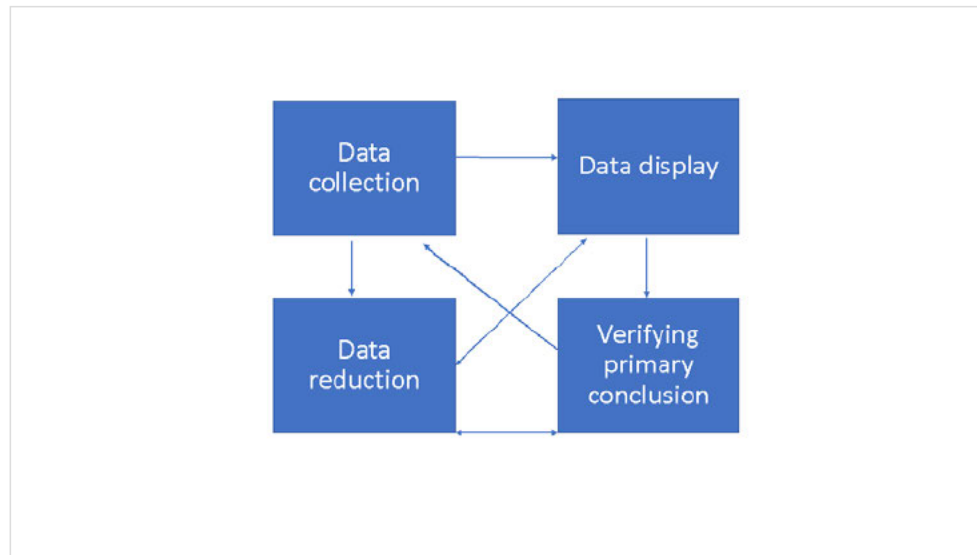 Data
collection
Data display
Data
reduction
Verifying
primary
conclusion